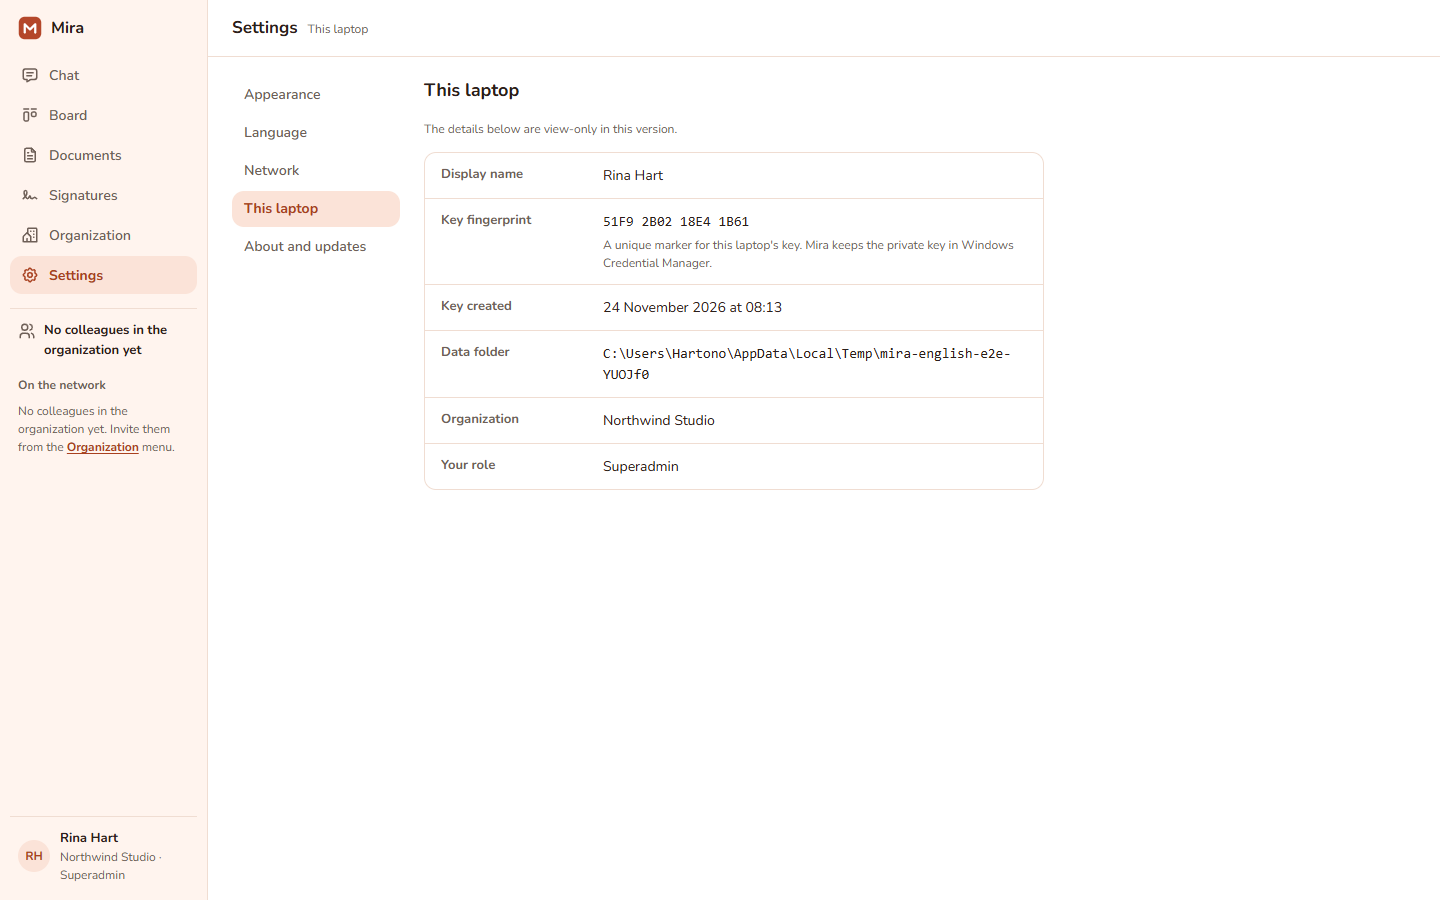 Mira
Chat
Board
Documents
Signatures
Organization
Settings
No colleagues in the
organization yet
On the network
No colleagues in the
organization yet. Invite them
from the Organization menu.
RH
Rina Hart
Northwind Studio ·
Superadmin
Settings This laptop
Appearance
Language
Network
This laptop
About and updates
This laptop
The details below are view-only in this version.
Display name Rina Hart
Key fingerprint 51F9 2B02 18E4 1B61
A unique marker for this laptop's key. Mira keeps the private key in Windows
Credential Manager.
Key created 24 November 2026 at 08:13
Data folder C:\Users\Hartono\AppData\Local\Temp\mira-english-e2e-
YUOJf0
Organization Northwind Studio
Your role Superadmin